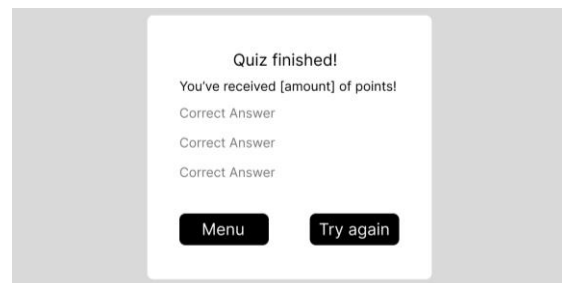 Quiz finished!
You've received [amount] of points!
Correct Answer
Correct Answer
Correct Answer
Menu
Try again